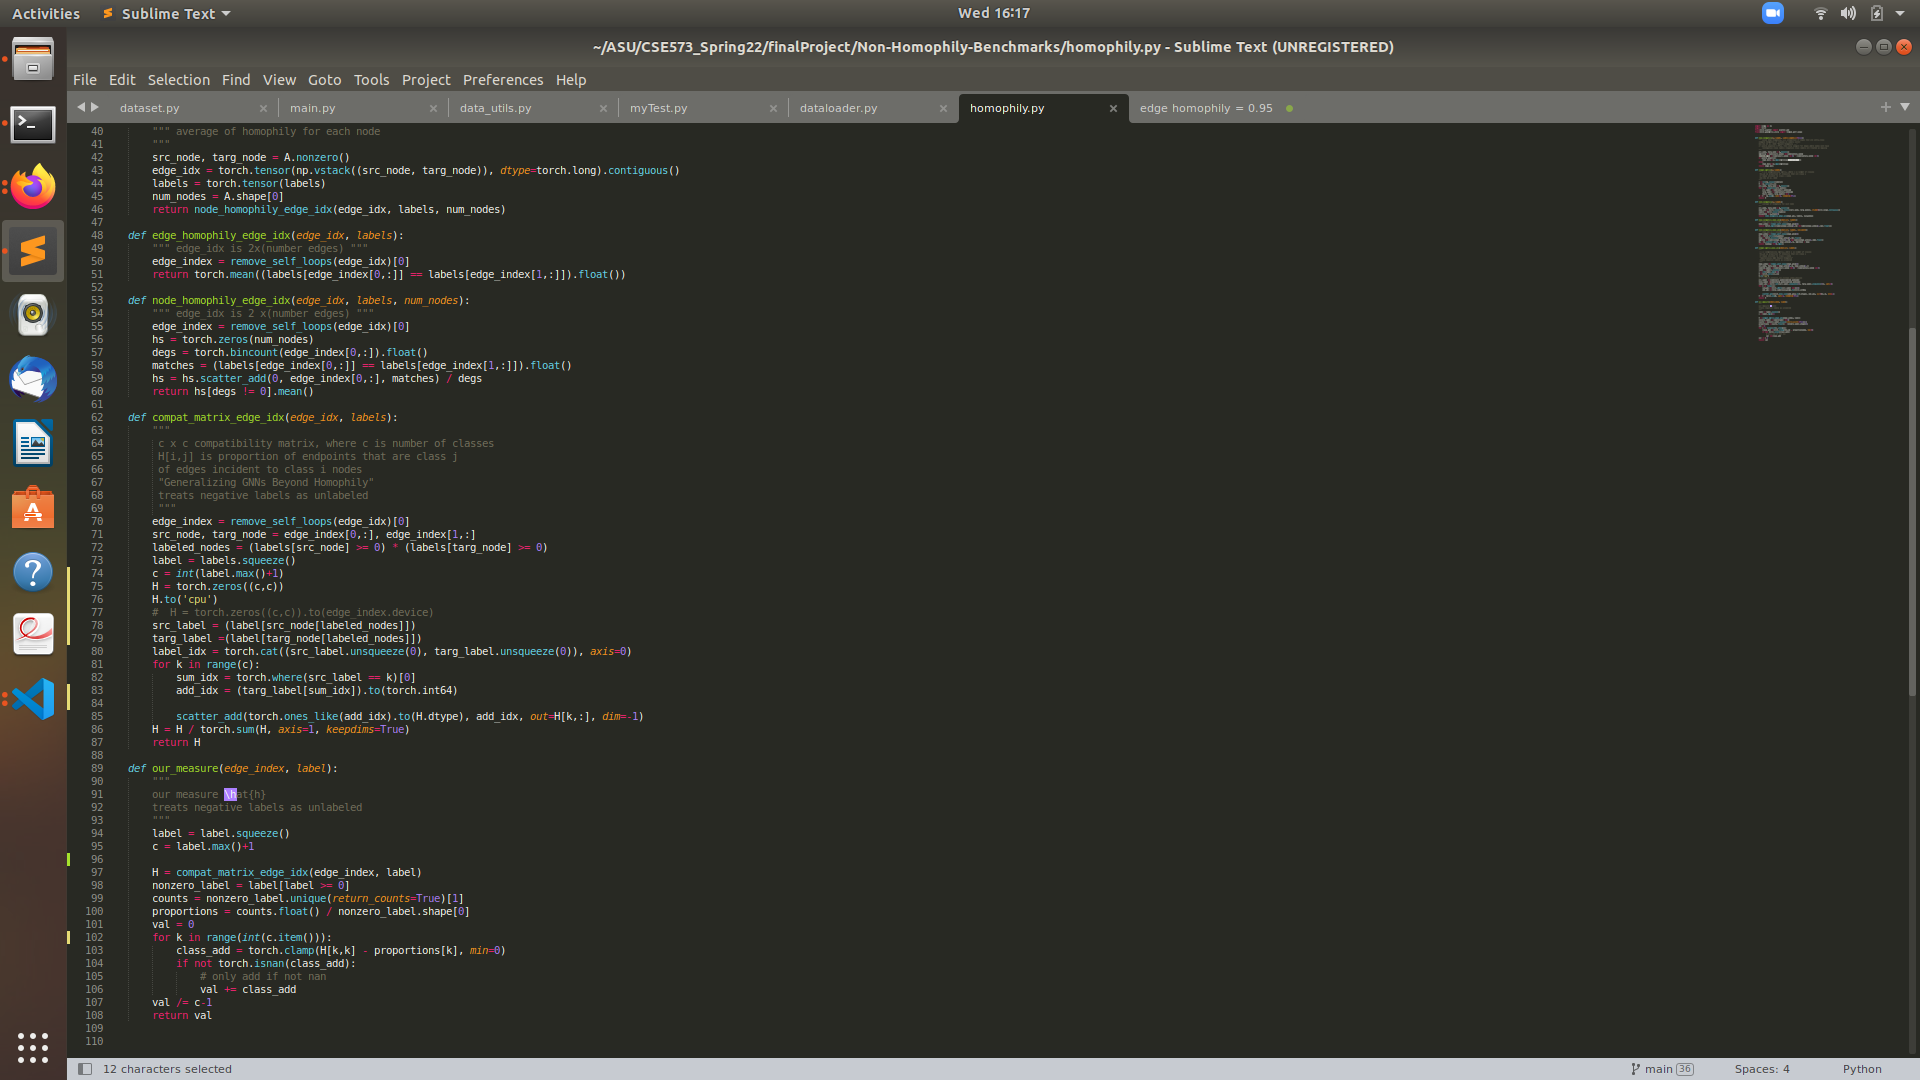 Activities Sublime Text Wed 16:17
~/ASU/CSE573_Spring22/finalProject/Non-Homophily-Benchmarks/homophily.py - Sublime Text (UNREGISTERED)
File Edit Selection Find View Goto Tools Project Preferences Help
dataset.py main.py data_utils.py myTest.py dataloader.py homophily.py edge homophily = 0.95
40 """ average of homophily for each node
41 """
42 src_node, targ_node = A.nonzero()
43 edge_idx = torch.tensor(np.vstack((src_node, targ_node)), dtype=torch.long).contiguous()
44 labels = torch.tensor(labels)
45 num_nodes = A.shape[0]
46 return node_homophily_edge_idx(edge_idx, labels, num_nodes)
47
48 def edge_homophily_edge_idx(edge_idx, labels):
49 """ edge_idx is 2x(number edges) """
50 edge_index = remove_self_loops(edge_idx)[0]
51 return torch.mean((labels[edge_index[0,:]] == labels[edge_index[1,:]]).float())
52
53 def node_homophily_edge_idx(edge_idx, labels, num_nodes):
54 """ edge_idx is 2 x(number edges) """
55 edge_index = remove_self_loops(edge_idx)[0]
56 hs = torch.zeros(num_nodes)
57 degs = torch.bincount(edge_index[0,:]).float()
58 matches = (labels[edge_index[0,:]] == labels[edge_index[1,:]]).float()
59 hs = hs.scatter_add(0, edge_index[0,:], matches) / degs
60 return hs[degs != 0].mean()
61
62 def compat_matrix_edge_idx(edge_idx, labels):
63 """
64 c x c compatibility matrix, where c is number of classes
65 H[i,j] is proportion of endpoints that are class j
66 of edges incident to class i nodes
67 "Generalizing GNNs Beyond Homophily"
68 treats negative labels as unlabeled
69 """
70 edge_index = remove_self_loops(edge_idx)[0]
71 src_node, targ_node = edge_index[0,:], edge_index[1,:]
72 labeled_nodes = (labels[src_node] >= 0) * (labels[targ_node] >= 0)
73 label = labels.squeeze()
74 c = int(label.max()+1)
75 H = torch.zeros((c,c))
76 H.to('cpu')
77 #  H = torch.zeros((c,c)).to(edge_index.device)
78 src_label = (label[src_node[labeled_nodes]])
79 targ_label =(label[targ_node[labeled_nodes]])
80 label_idx = torch.cat((src_label.unsqueeze(0), targ_label.unsqueeze(0)), axis=0)
81 for k in range(c):
82 sum_idx = torch.where(src_label == k)[0]
83 add_idx = (targ_label[sum_idx]).to(torch.int64)
84
85 scatter_add(torch.ones_like(add_idx).to(H.dtype), add_idx, out=H[k,:], dim=-1)
86 H = H / torch.sum(H, axis=1, keepdims=True)
87 return H
88
89 def our_measure(edge_index, label):
90 """
91 our measure \hat{h}
92 treats negative labels as unlabeled
93 """
94 label = label.squeeze()
95 c = label.max()+1
96
97 H = compat_matrix_edge_idx(edge_index, label)
98 nonzero_label = label[label >= 0]
99 counts = nonzero_label.unique(return_counts=True)[1]
100 proportions = counts.float() / nonzero_label.shape[0]
101 val = 0
102 for k in range(int(c.item())):
103 class_add = torch.clamp(H[k,k] - proportions[k], min=0)
104 if not torch.isnan(class_add):
105 # only add if not nan
106 val += class_add
107 val /= c-1
108 return val
109
110
12 characters selected main 36 Spaces: 4 Python